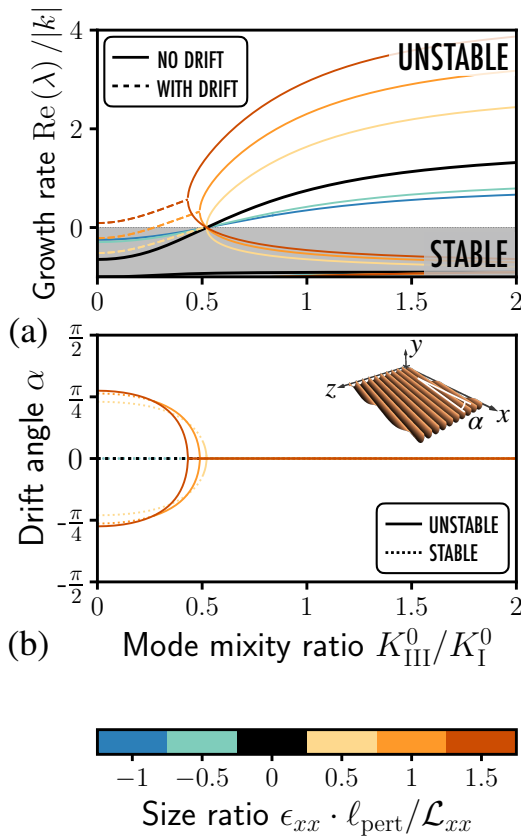 4
2
0
Growth rate Re(λ)/|k|
NO DRIFT
WITH DRIFT
UNSTABLE
STABLE
0 0.5 1 1.5 2
(a)
π/2
π/4
0
−π/4
−π/2
Drift angle α
y
z
x
α
UNSTABLE
STABLE
0 0.5 1 1.5 2
(b)
Mode mixity ratio K⁰_III/K⁰_I
−1 −0.5 0 0.5 1 1.5
Size ratio ϵ_xx · ℓ_pert/𝓛_xx